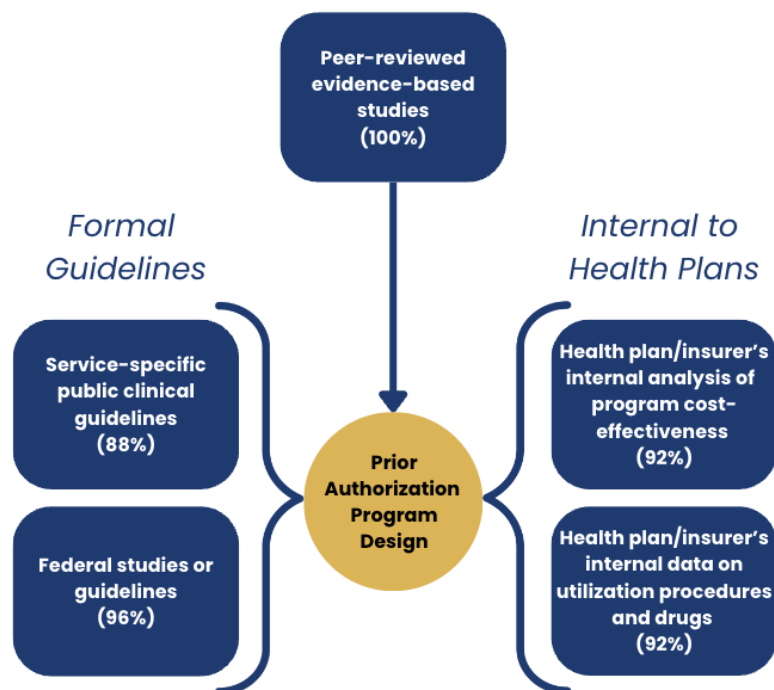 Peer-reviewed
evidence-based
studies
(100%)
Formal
Guidelines
Service-specific
public clinical
guidelines
(88%)
Federal studies or
guidelines
(96%)
Prior
Authorization
Program
Design
Internal to
Health Plans
Health plan/insurer’s
internal analysis of
program cost-
effectiveness
(92%)
Health plan/insurer’s
internal data on
utilization procedures
and drugs
(92%)